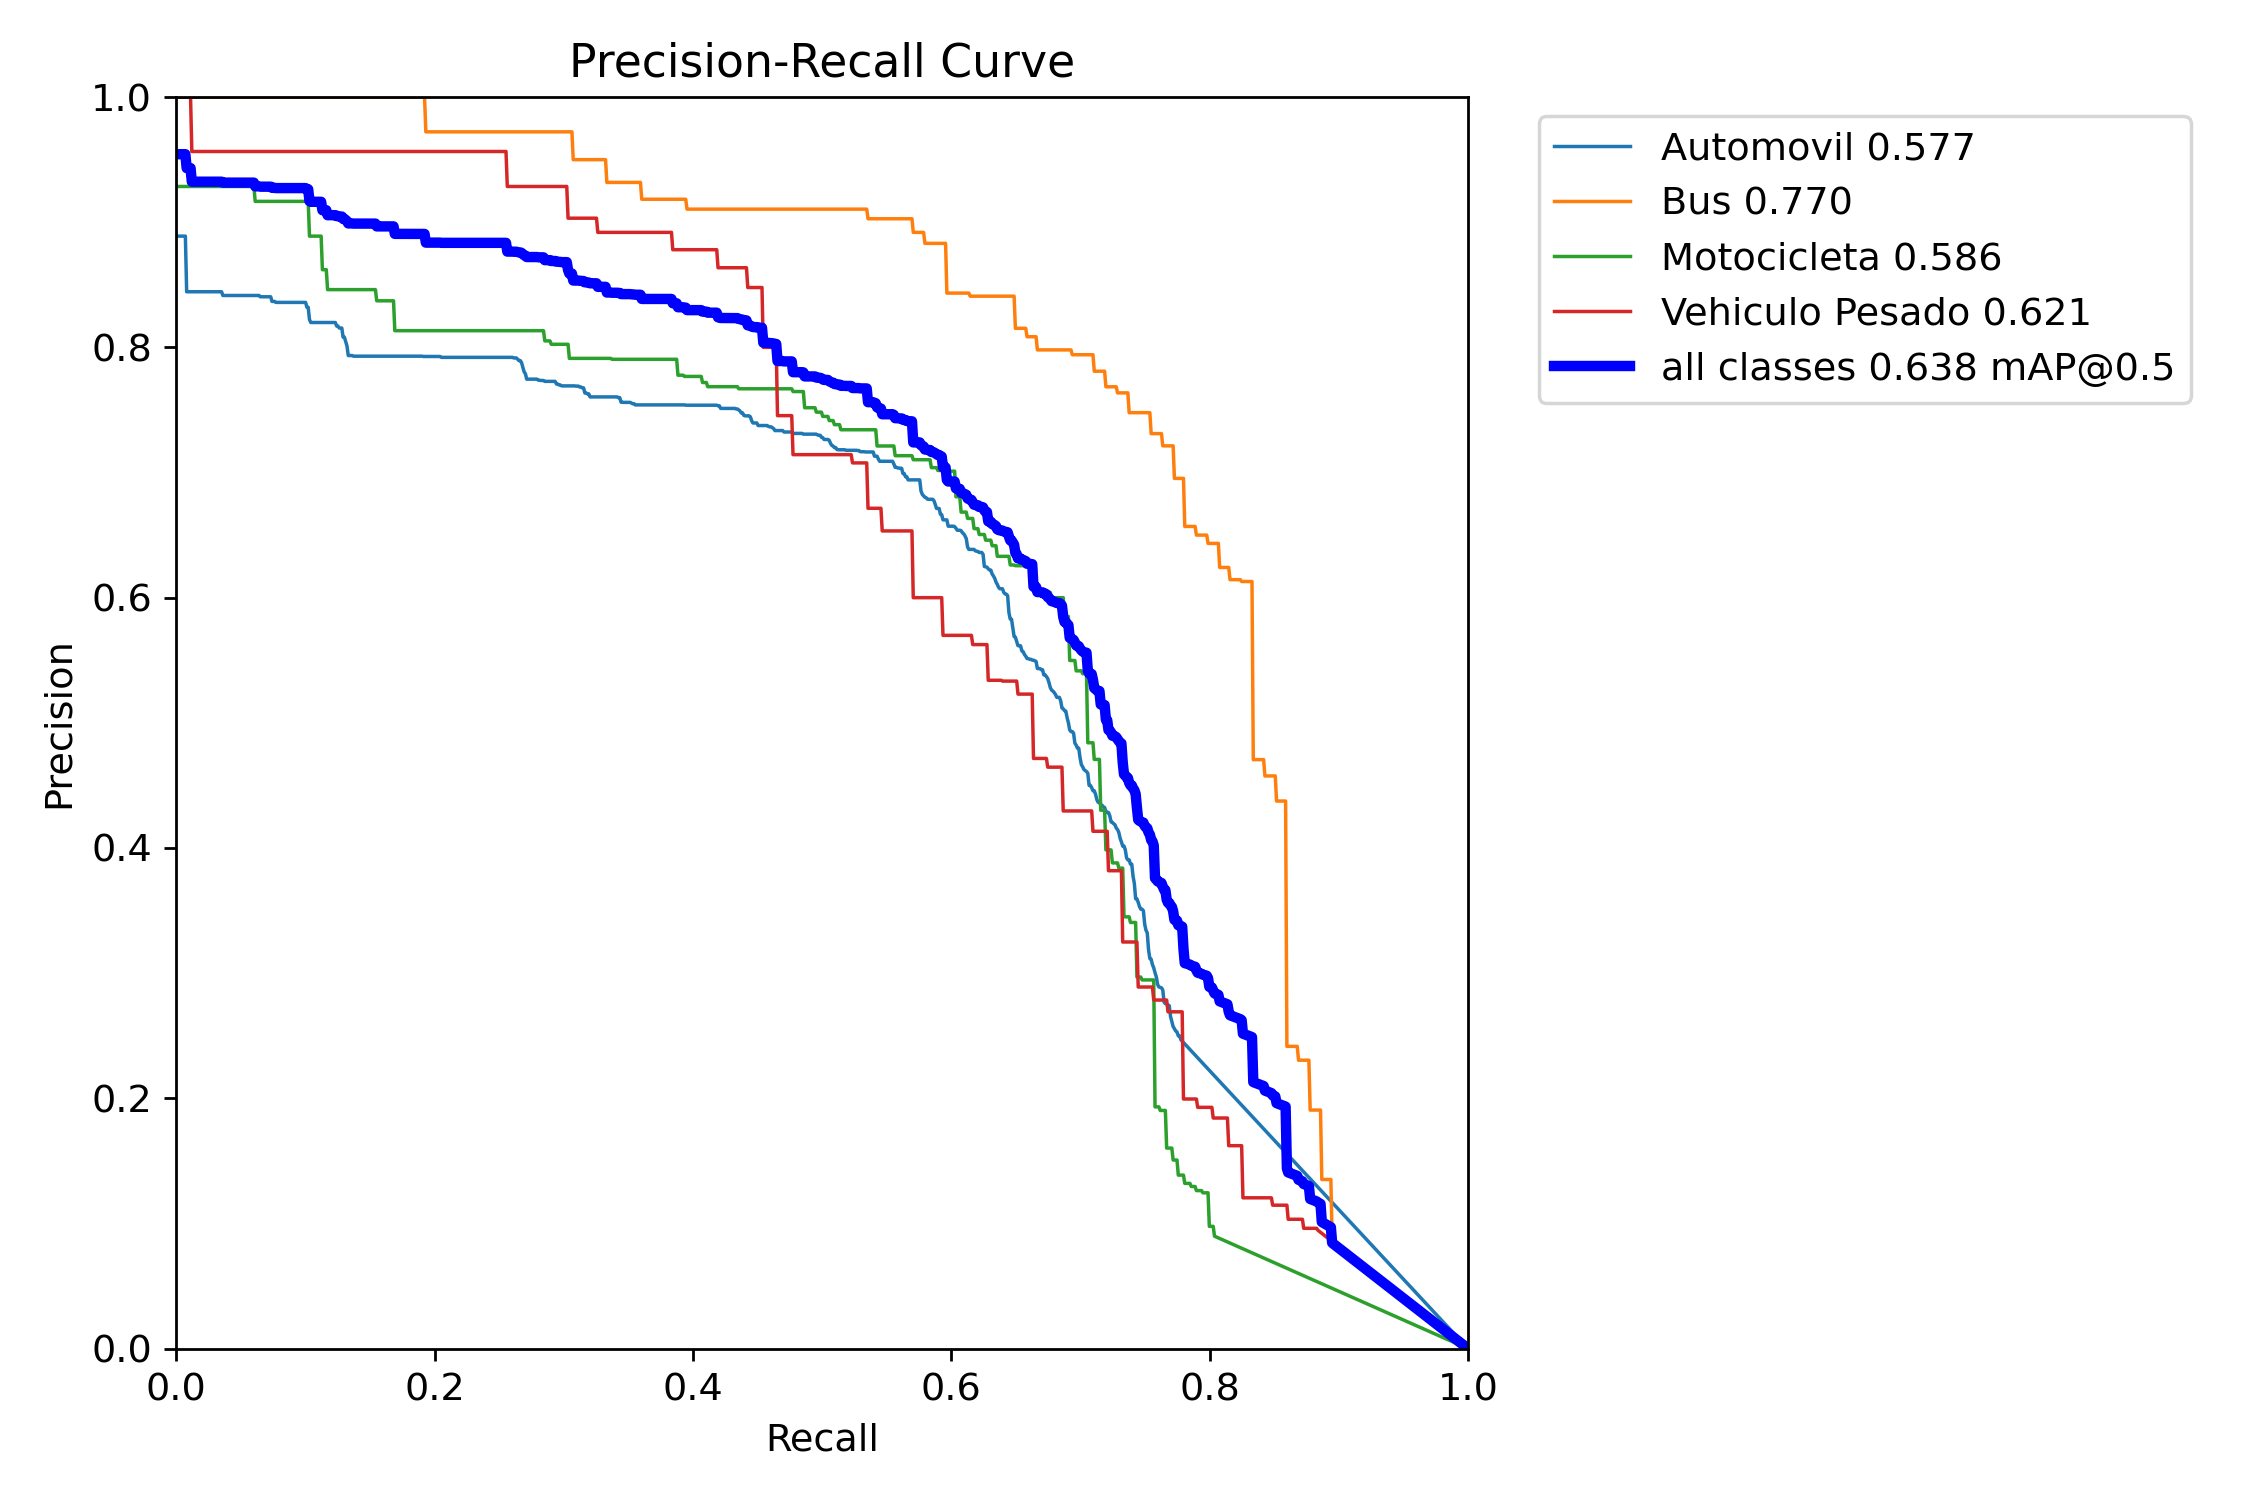 Precision-Recall Curve
1.0
0.8
0.6
0.4
0.2
0.0
Precision
0.0 0.2 0.4 0.6 0.8 1.0
Recall
Automovil 0.577
Bus 0.770
Motocicleta 0.586
Vehiculo Pesado 0.621
all classes 0.638 mAP@0.5